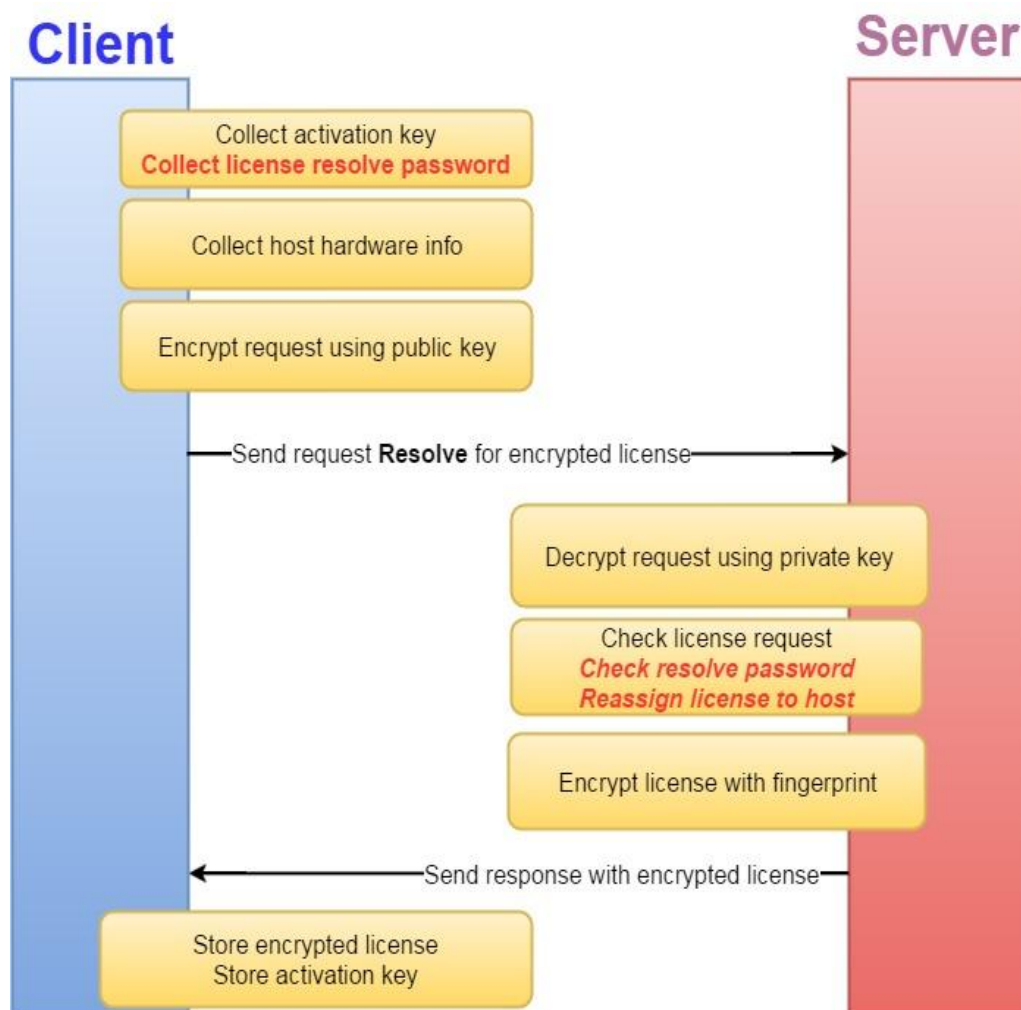 Client
Server
Collect activation key
Collect license resolve password
Collect host hardware info
Encrypt request using public key
Send request Resolve for encrypted license
Decrypt request using private key
Check license request
Check resolve password
Reassign license to host
Encrypt license with fingerprint
Send response with encrypted license
Store encrypted license
Store activation key